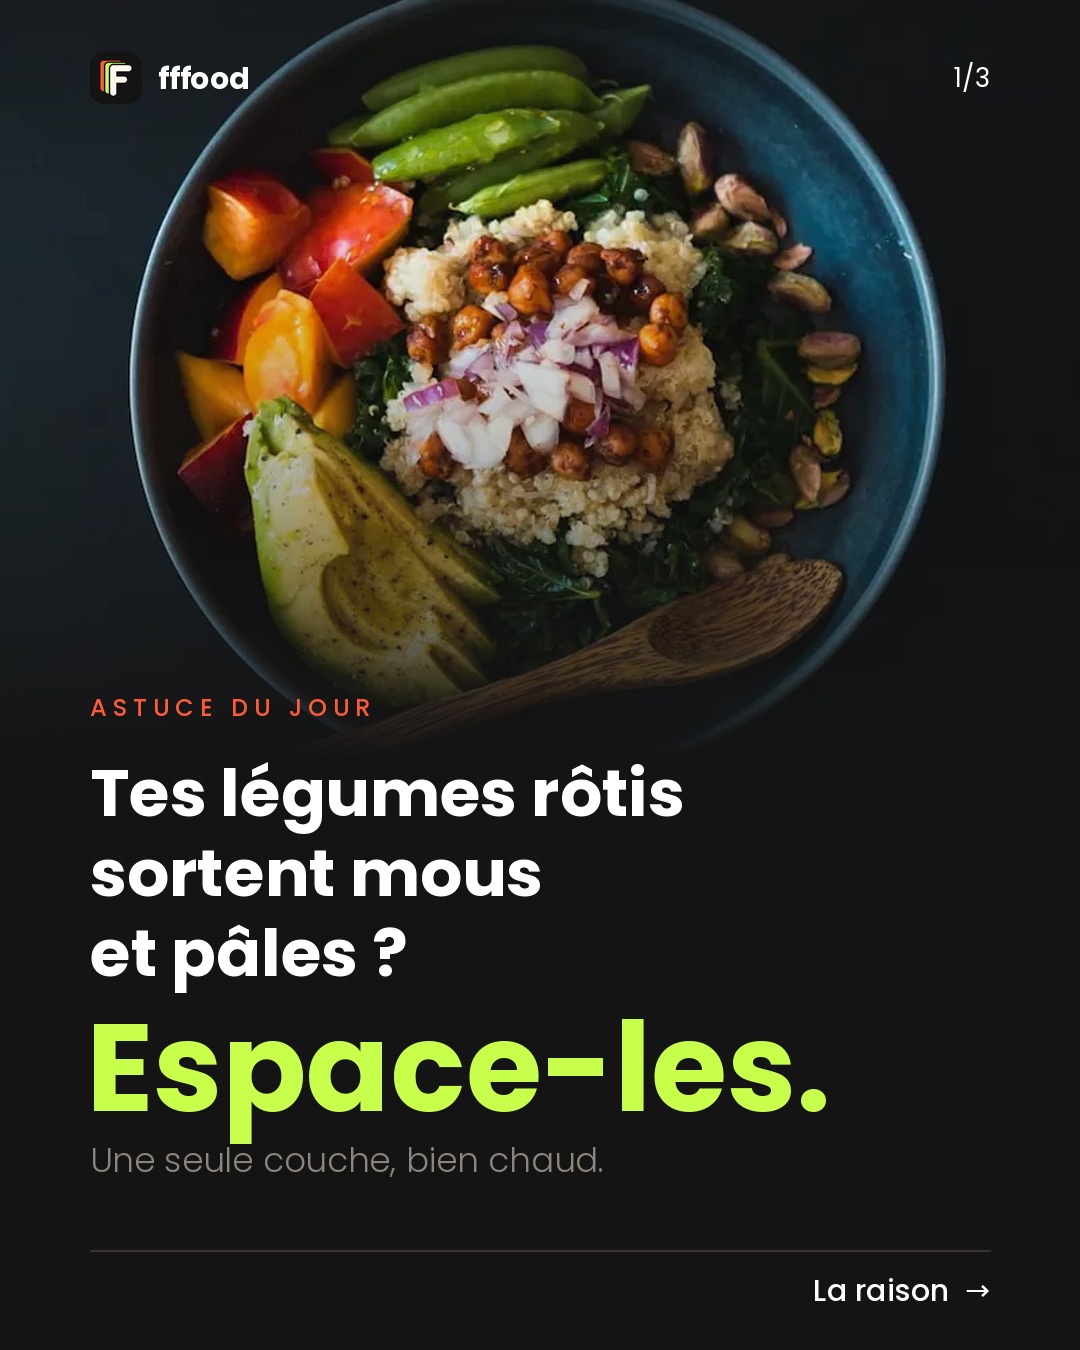 fffood
1/3
ASTUCE DU JOUR
Tes légumes rôtis
sortent mous
et pâles ?
Espace-les.
Une seule couche, bien chaud.
La raison →